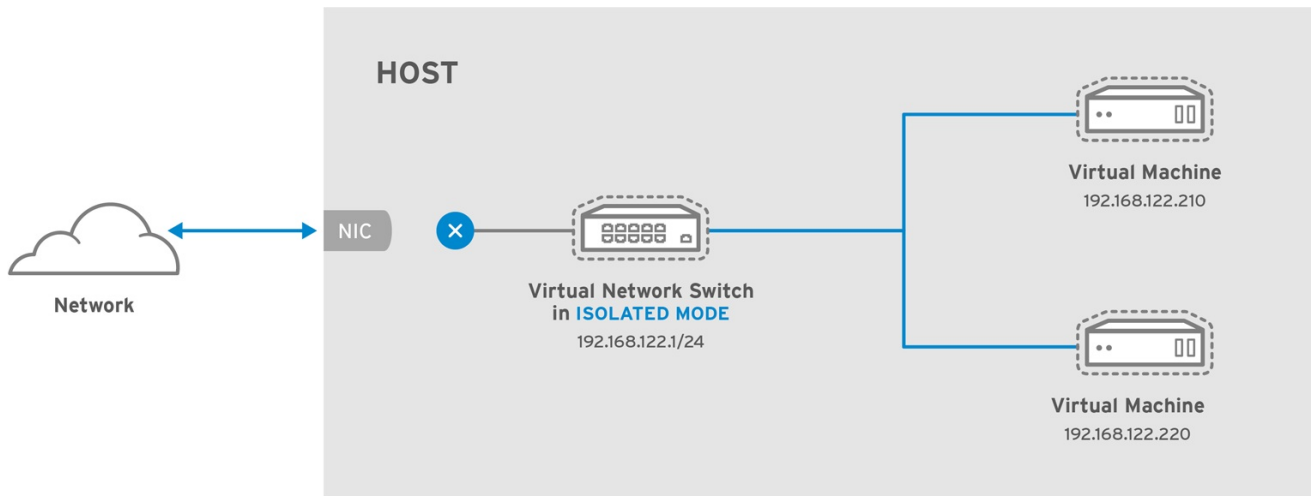 HOST
Virtual Machine
192.168.122.210
NIC
Network
Virtual Network Switch
in ISOLATED MODE
192.168.122.1/24
Virtual Machine
192.168.122.220